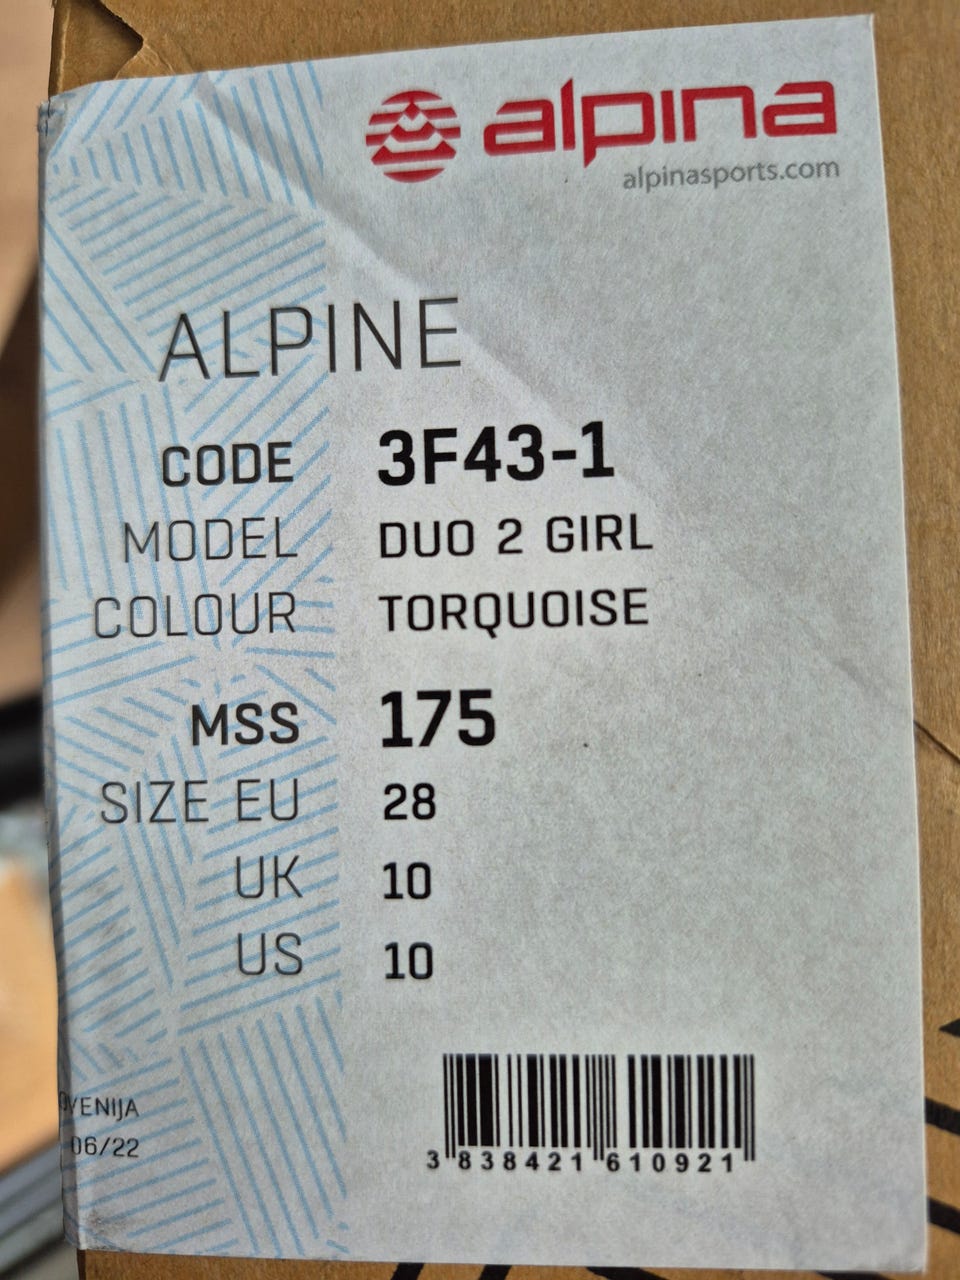 alpina
alpinasports.com
ALPINE
CODE 3F43-1
MODEL DUO 2 GIRL
COLOUR TORQUOISE
MSS 175
SIZE EU 28
UK 10
US 10
OVENIJA
06/22
3 838421 610921